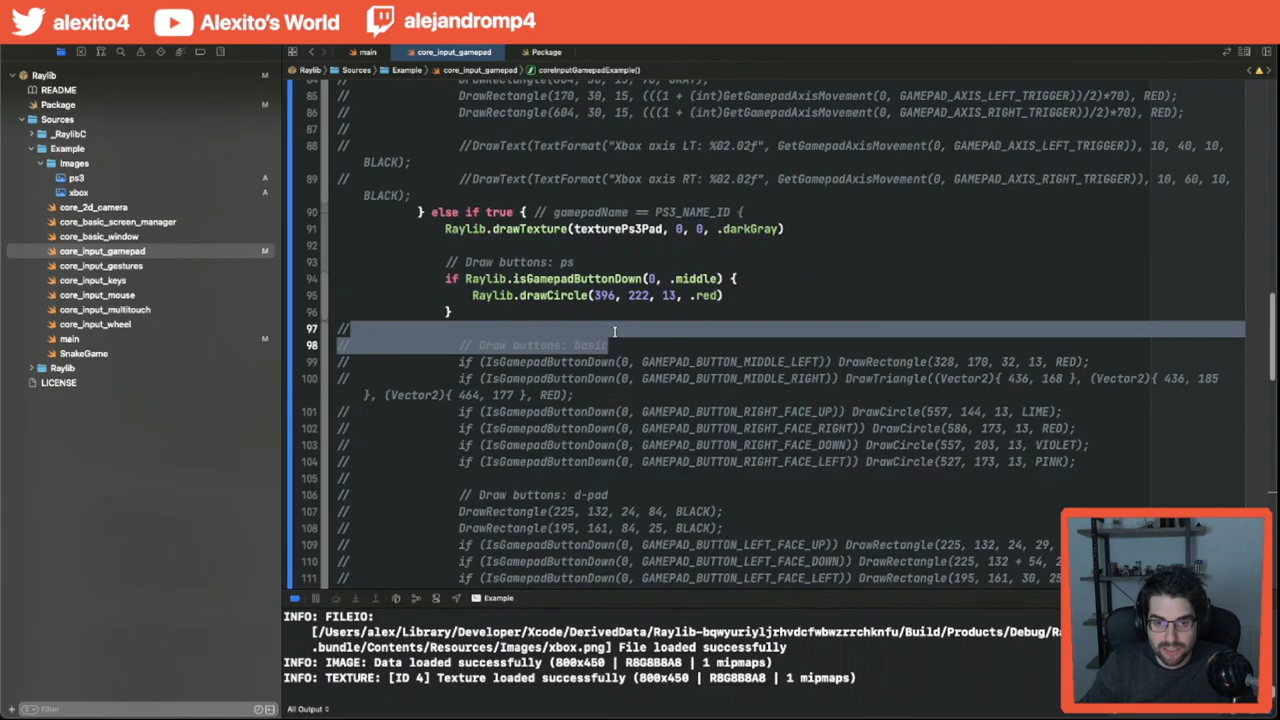 alexito4
Alexito's World
alejandromp4
main
core_input_gamepad
Package
Raylib
M
Raylib
Sources
Example
core_input_gamepad
coreInputGamepadExample()
README
Package
M
Sources
_RaylibC
Example
Images
ps3
A
xbox
A
core_2d_camera
core_basic_screen_manager
core_basic_window
core_input_gamepad
M
core_input_gestures
core_input_keys
core_input_mouse
core_input_multitouch
core_input_wheel
main
SnakeGame
Raylib
LICENSE
85 // DrawRectangle(170, 30, 15, (((1 + (int)GetGamepadAxisMovement(0, GAMEPAD_AXIS_LEFT_TRIGGER))/2)*70), RED);
86 // DrawRectangle(604, 30, 15, (((1 + (int)GetGamepadAxisMovement(0, GAMEPAD_AXIS_RIGHT_TRIGGER))/2)*70), RED);
87 //
88 // //DrawText(TextFormat("Xbox axis LT: %02.02f", GetGamepadAxisMovement(0, GAMEPAD_AXIS_LEFT_TRIGGER)), 10, 40, 10,
BLACK);
89 // //DrawText(TextFormat("Xbox axis RT: %02.02f", GetGamepadAxisMovement(0, GAMEPAD_AXIS_RIGHT_TRIGGER)), 10, 60, 10,
BLACK);
90 } else if true { // gamepadName == PS3_NAME_ID {
91 Raylib.drawTexture(texturePs3Pad, 0, 0, .darkGray)
92
93 // Draw buttons: ps
94 if Raylib.isGamepadButtonDown(0, .middle) {
95 Raylib.drawCircle(396, 222, 13, .red)
96 }
97 //
98 // // Draw buttons: basic
99 // if (IsGamepadButtonDown(0, GAMEPAD_BUTTON_MIDDLE_LEFT)) DrawRectangle(328, 170, 32, 13, RED);
100 // if (IsGamepadButtonDown(0, GAMEPAD_BUTTON_MIDDLE_RIGHT)) DrawTriangle((Vector2){ 436, 168 }, (Vector2){ 436, 185
}, (Vector2){ 464, 177 }, RED);
101 // if (IsGamepadButtonDown(0, GAMEPAD_BUTTON_RIGHT_FACE_UP)) DrawCircle(557, 144, 13, LIME);
102 // if (IsGamepadButtonDown(0, GAMEPAD_BUTTON_RIGHT_FACE_RIGHT)) DrawCircle(586, 173, 13, RED);
103 // if (IsGamepadButtonDown(0, GAMEPAD_BUTTON_RIGHT_FACE_DOWN)) DrawCircle(557, 203, 13, VIOLET);
104 // if (IsGamepadButtonDown(0, GAMEPAD_BUTTON_RIGHT_FACE_LEFT)) DrawCircle(527, 173, 13, PINK);
105 //
106 // // Draw buttons: d-pad
107 // DrawRectangle(225, 132, 24, 84, BLACK);
108 // DrawRectangle(195, 161, 84, 25, BLACK);
109 // if (IsGamepadButtonDown(0, GAMEPAD_BUTTON_LEFT_FACE_UP)) DrawRectangle(225, 132, 24, 29,
110 // if (IsGamepadButtonDown(0, GAMEPAD_BUTTON_LEFT_FACE_DOWN)) DrawRectangle(225, 132 + 54, 24
111 // if (IsGamepadButtonDown(0, GAMEPAD_BUTTON_LEFT_FACE_LEFT)) DrawRectangle(195, 161, 30, 25
Example
INFO: FILEIO:
[/Users/alex/Library/Developer/Xcode/DerivedData/Raylib-bqwyuriyljrhvdcfwbwzrrchknfu/Build/Products/Debug/Ra
.bundle/Contents/Resources/Images/xbox.png] File loaded successfully
INFO: IMAGE: Data loaded successfully (800x450 | R8G8B8A8 | 1 mipmaps)
INFO: TEXTURE: [ID 4] Texture loaded successfully (800x450 | R8G8B8A8 | 1 mipmaps)
Filter
All Output